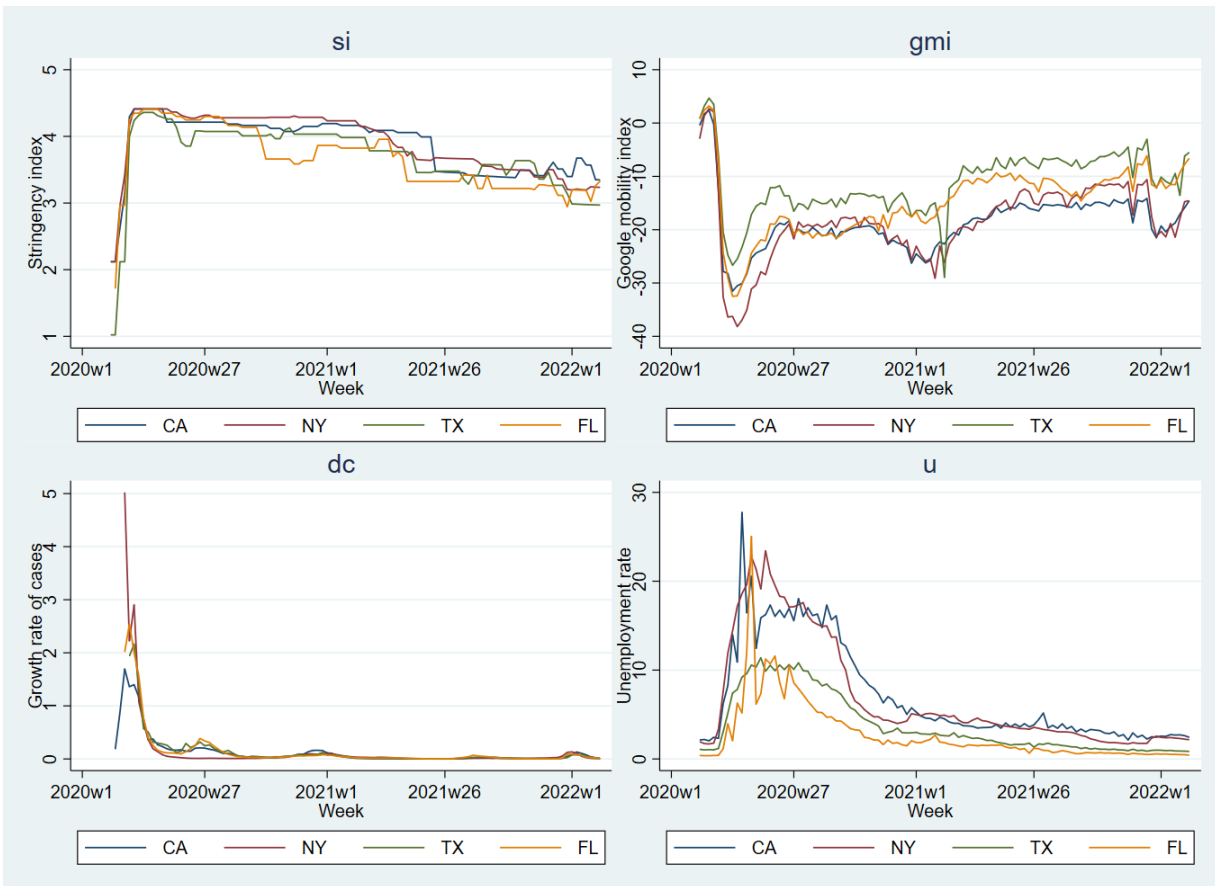 si
Stringency index
5
4
3
2
1
2020w1 2020w27 2021w1 2021w26 2022w1
Week
CA NY TX FL
gmi
Google mobility index
10
0
-10
-20
-30
-40
2020w1 2020w27 2021w1 2021w26 2022w1
Week
CA NY TX FL
dc
Growth rate of cases
5
4
3
2
1
0
2020w1 2020w27 2021w1 2021w26 2022w1
Week
CA NY TX FL
u
Unemployment rate
30
20
10
0
2020w1 2020w27 2021w1 2021w26 2022w1
Week
CA NY TX FL